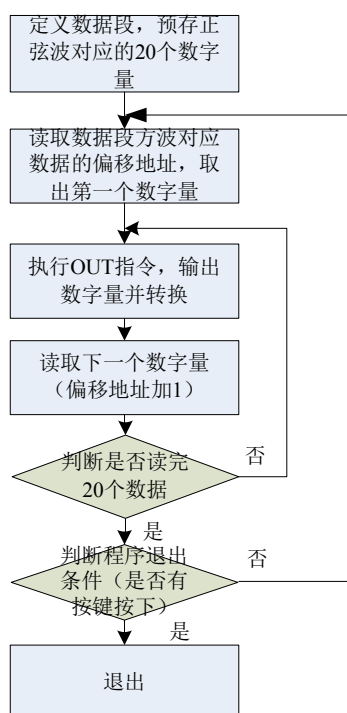 定义数据段，预存正
弦波对应的20个数字
量
读取数据段方波对应
数据的偏移地址，取
出第一个数字量
执行OUT指令，输出
数字量并转换
读取下一个数字量
（偏移地址加1）
判断是否读完
20个数据
否
是
判断程序退出
条件（是否有
按键按下）
否
是
退出